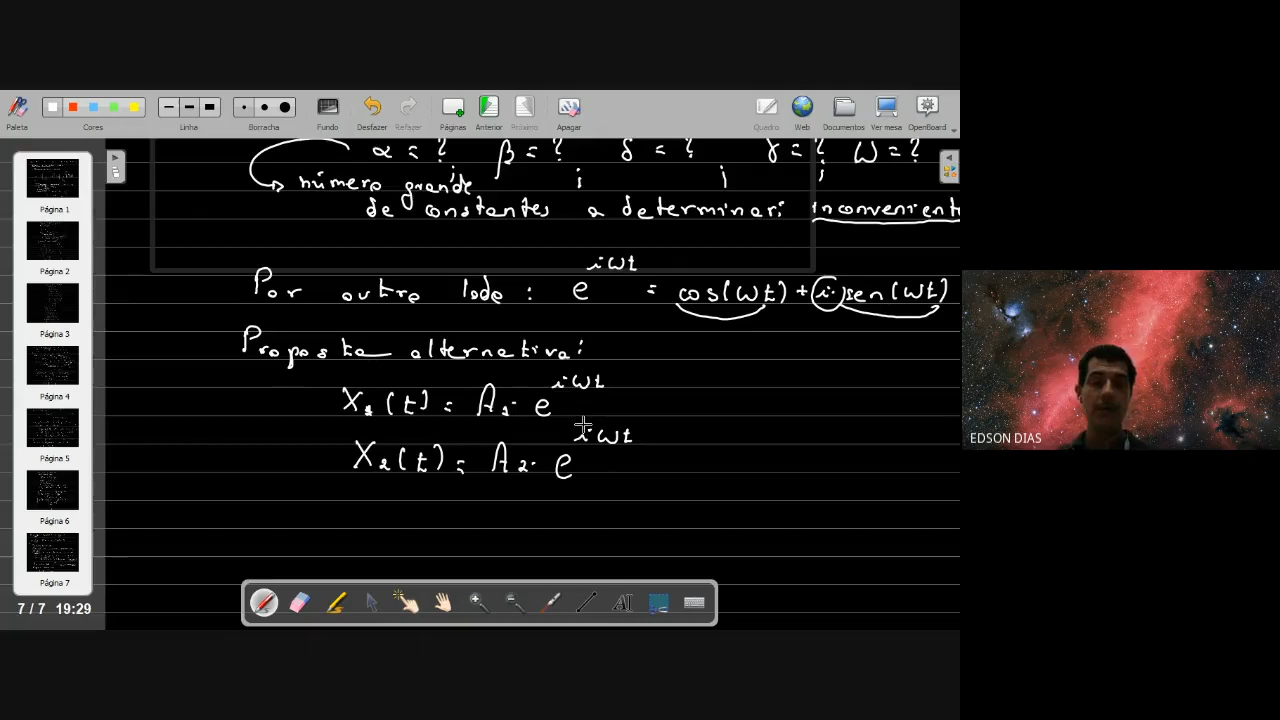 Paleta Cores Linha Borracha Fundo Desfazer Refazer Páginas Anterior Próximo Apagar Quadro Web Documentos Ver mesa OpenBoard
Página 1
Página 2
Página 3
Página 4
Página 5
Página 6
Página 7
7 / 7 19:29
α = ? β = ? δ = ? γ = ? ω = ?
número grande
de constantes a determinar: inconveniente
Por outro lado: e^{iωt} = cos(ωt) + i·sen(ωt)
Proposta alternativa:
X₁(t) = A₁· e^{iωt}
X₂(t) = A₂· e^{iωt}
AI
EDSON DIAS